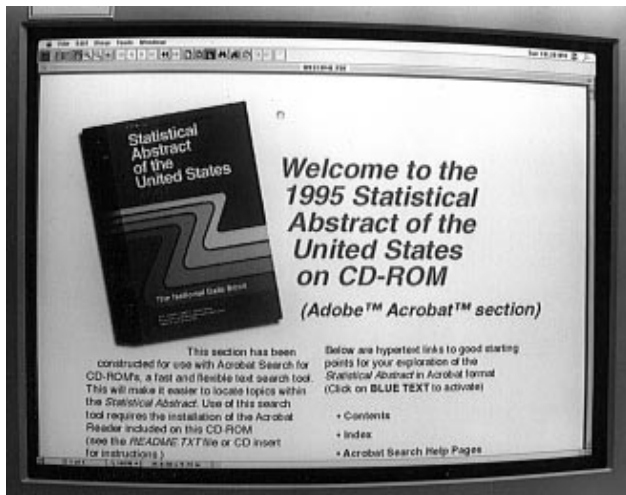 File Edit View Tools Window
Statistical
Abstract
of the
United States
The National Data Book
Welcome to the
1995 Statistical
Abstract of the
United States
on CD-ROM
(Adobe™ Acrobat™ section)
This section has been
constructed for use with Acrobat Search for
CD-ROM's, a fast and flexible text search tool.
This will make it easier to locate topics within
the Statistical Abstract. Use of this search
tool requires the installation of the Acrobat
Reader included on this CD-ROM
(see the README.TXT file or CD insert
for instructions.)
Below are hypertext links to good starting
points for your exploration of the
Statistical Abstract in Acrobat format
(Click on BLUE TEXT to activate)
• Contents
• Index
• Acrobat Search Help Pages